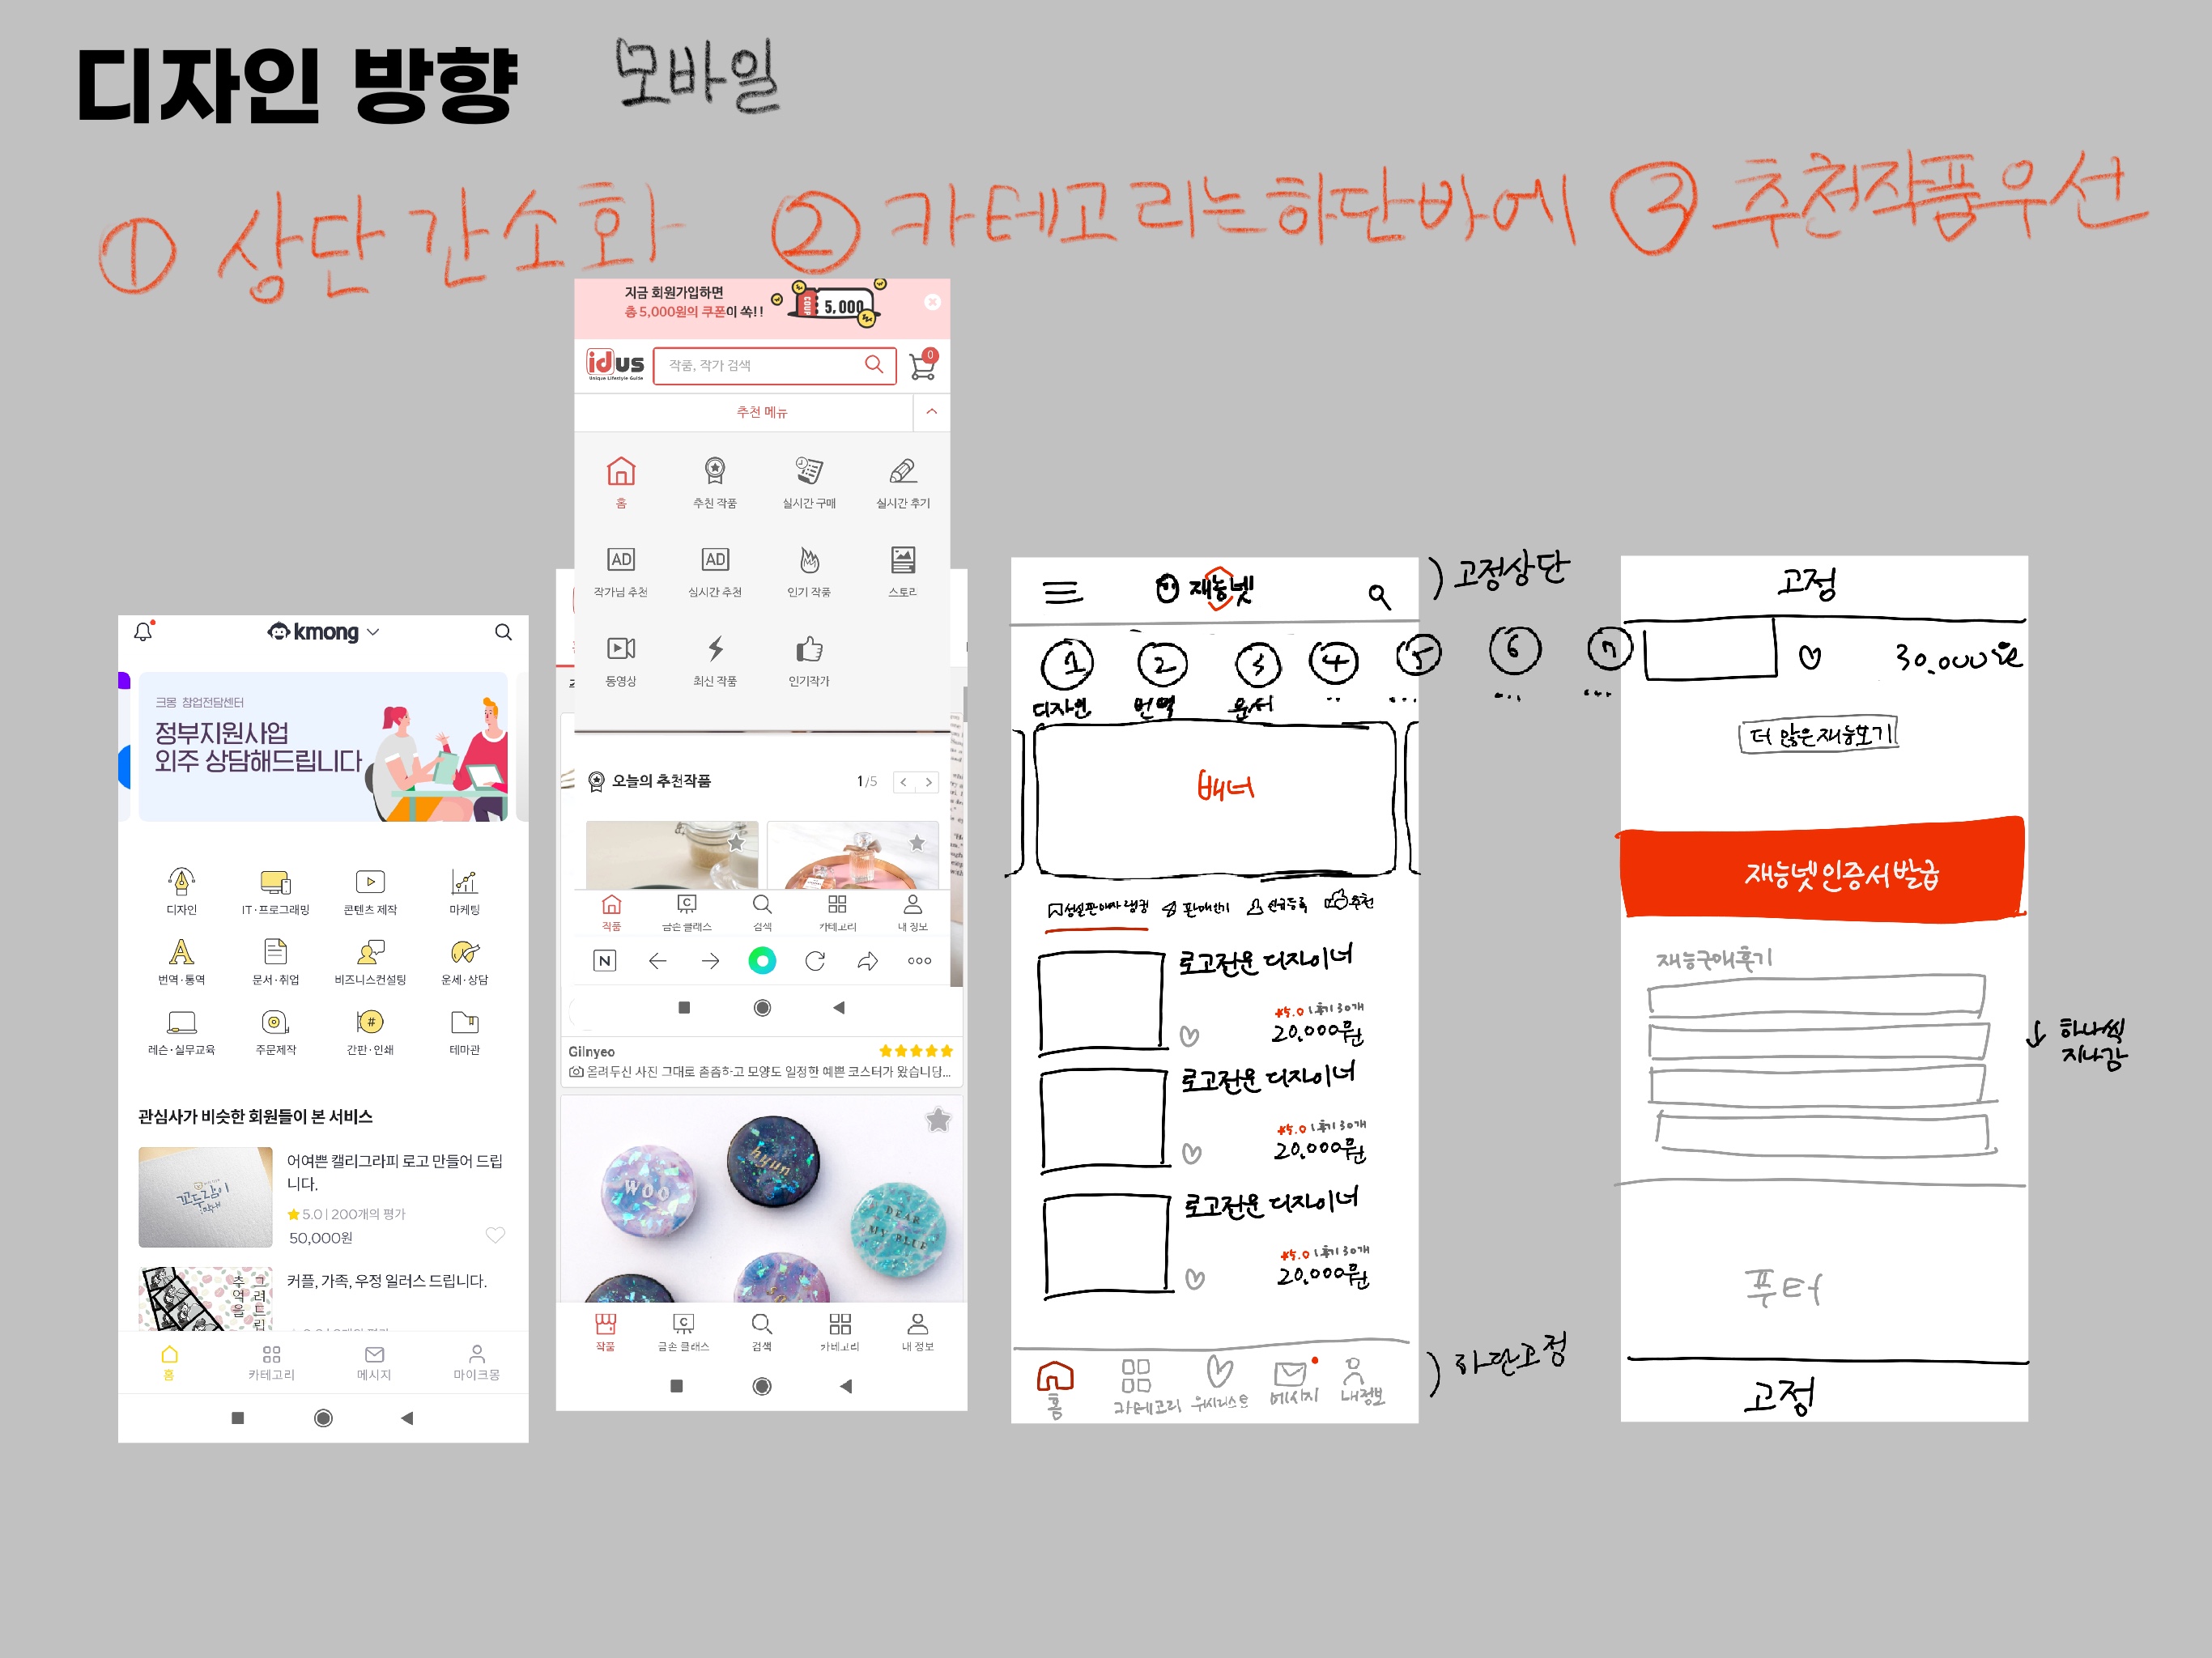 디자인 방향 모바일
① 상단 간소화 ② 카테고리는 하단바에 ③ 추천작품우선
kmong
크몽 창업전담센터
정부지원사업
외주 상담해드립니다
디자인 IT·프로그래밍 콘텐츠 제작 마케팅
번역·통역 문서·취업 비즈니스컨설팅 운세·상담
레슨·실무교육 주문제작 간판·인쇄 테마관
관심사가 비슷한 회원들이 본 서비스
어여쁜 캘리그라피 로고 만들어 드립
니다.
5.0 | 200개의 평가
50,000원
커플, 가족, 우정 일러스 드립니다.
추억을
그려드림
홈 카테고리 메시지 마이크몽
지금 회원가입하면
총 5,000원의 쿠폰이 쏙!!
COUP 5,000
idus
Unique Lifestyle Guide
작품, 작가 검색
0
추천 메뉴
홈 추천 작품 실시간 구매 실시간 후기
AD AD
작가님 추천 실시간 추천 인기 작품 스토리
동영상 최신 작품 인기작가
오늘의 추천작품 1/5
작품 금손 클래스 검색 카테고리 내 정보
N
Gilnyeo
올려두신 사진 그대로 촘촘하고 모양도 일정한 예쁜 코스터가 왔습니당...
WOO
hyun
DEAR
MY BLUE
작품 금손 클래스 검색 카테고리 내 정보
재능넷
) 고정상단
① ② ③ ④ ⑤ ⑥ ⑦
디자인 번역 문서 .. ... ... ...
배너
성실판매자랭킹 판매인기 신규등록 추천
로고전문 디자이너
★5.0 | 후기 30개
20,000원
로고전문 디자이너
★5.0 | 후기 30개
20,000원
로고전문 디자이너
★5.0 | 후기 30개
20,000원
홈 카테고리 위시리스트 메시지 내정보
) 하단고정
고정
30,000원
더 많은 재능보기
재능넷 인증서 발급
재능구매후기
↓ 하나씩
지나감
푸터
고정